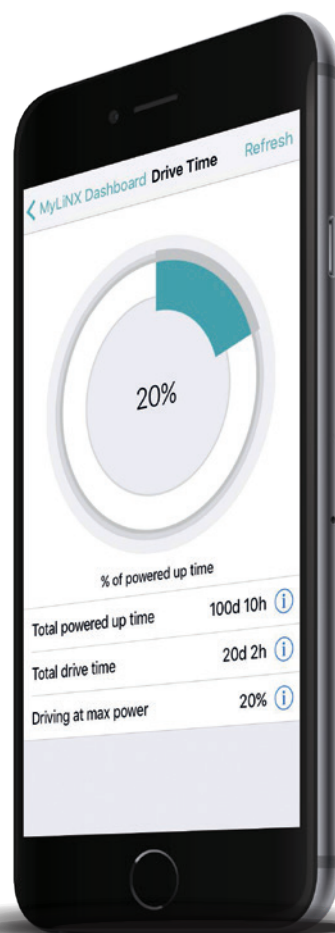 MyLiNX Dashboard Drive Time Refresh
20%
% of powered up time
Total powered up time 100d 10h
Total drive time 20d 2h
Driving at max power 20%